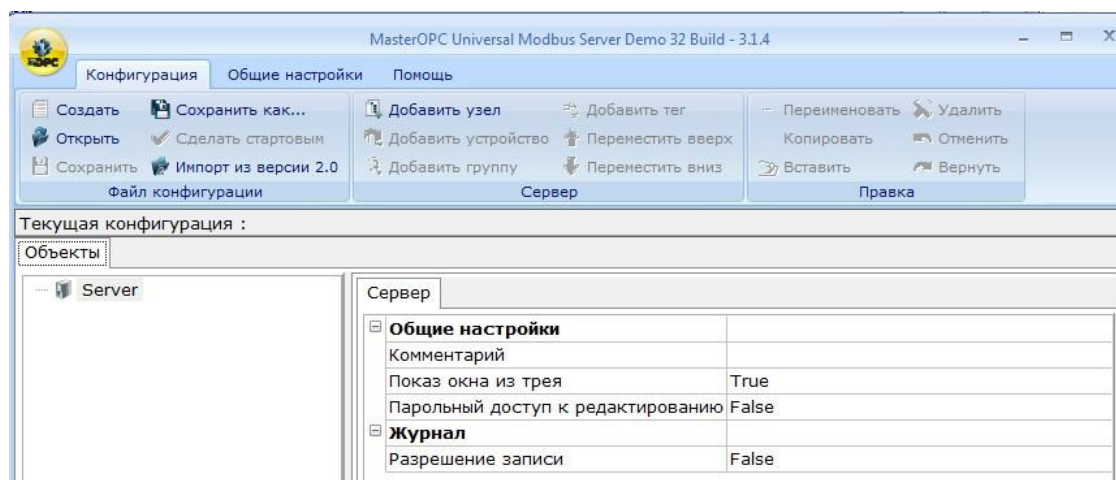 MasterOPC Universal Modbus Server Demo 32 Build - 3.1.4
Конфигурация Общие настройки Помощь
Создать Сохранить как... Добавить узел Добавить тег Переименовать Удалить
Открыть Сделать стартовым Добавить устройство Переместить вверх Копировать Отменить
Сохранить Импорт из версии 2.0 Добавить группу Переместить вниз Вставить Вернуть
Файл конфигурации Сервер Правка
Текущая конфигурация :
Объекты
Server
Сервер
Общие настройки
Комментарий
Показ окна из трея True
Парольный доступ к редактированию False
Журнал
Разрешение записи False